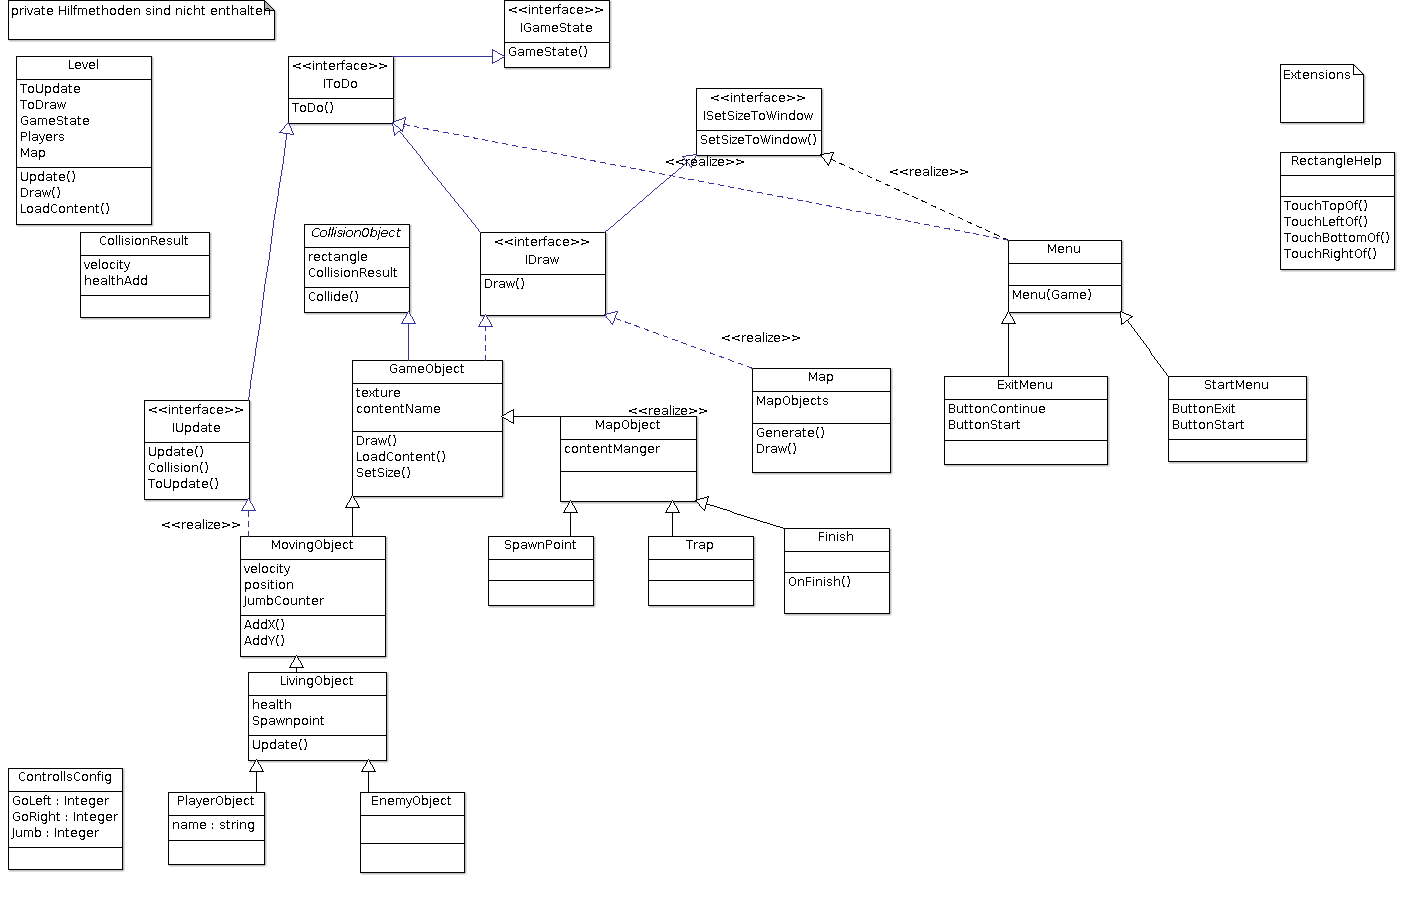 private Hilfmethoden sind nicht enthalten
<<interface>>
IGameState
GameState()
Level
ToUpdate
ToDraw
GameState
Players
Map
Update()
Draw()
LoadContent()
<<interface>>
IToDo
ToDo()
<<interface>>
ISetSizeToWindow
SetSizeToWindow()
Extensions
<<realize>>
<<realize>>
RectangleHelp
TouchTopOf()
TouchLeftOf()
TouchBottomOf()
TouchRightOf()
CollisionResult
velocity
healthAdd
CollisionObject
rectangle
CollisionResult
Collide()
<<interface>>
IDraw
Draw()
Menu
Menu(Game)
<<realize>>
GameObject
texture
contentName
Draw()
LoadContent()
SetSize()
Map
MapObjects
Generate()
Draw()
ExitMenu
ButtonContinue
ButtonStart
StartMenu
ButtonExit
ButtonStart
<<interface>>
IUpdate
Update()
Collision()
ToUpdate()
<<realize>>
MapObject
contentManger
<<realize>>
MovingObject
velocity
position
JumbCounter
AddX()
AddY()
SpawnPoint
Trap
Finish
OnFinish()
LivingObject
health
Spawnpoint
Update()
ControllsConfig
GoLeft : Integer
GoRight : Integer
Jumb : Integer
PlayerObject
name : string
EnemyObject